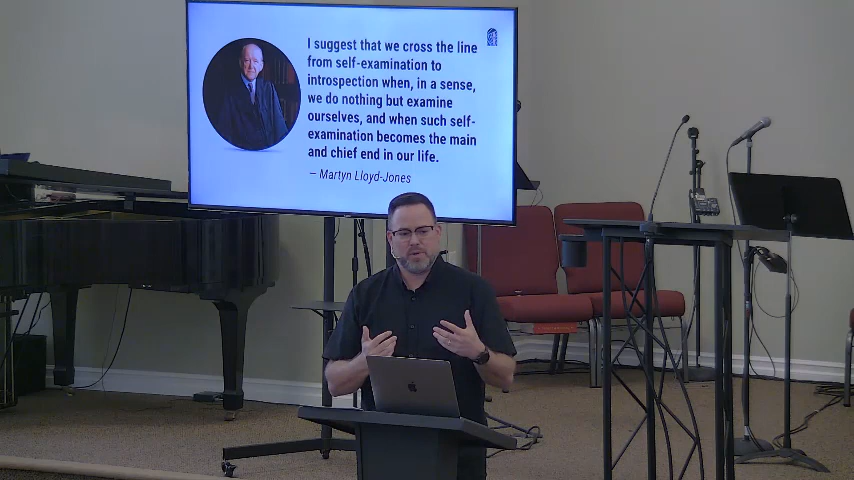 I suggest that we cross the line
from self-examination to
introspection when, in a sense,
we do nothing but examine
ourselves, and when such self-
examination becomes the main
and chief end in our life.
— Martyn Lloyd-Jones